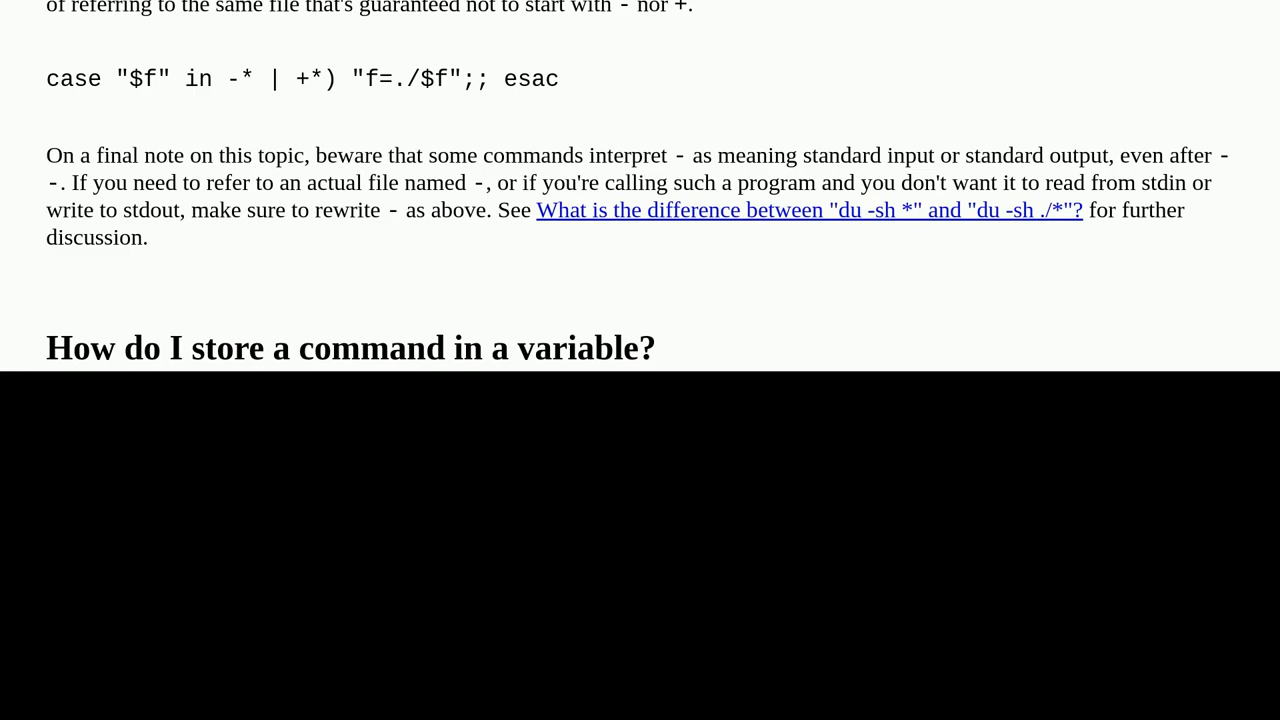 of referring to the same file that's guaranteed not to start with - nor +.
case "$f" in -* | +*) "f=./$f";; esac
On a final note on this topic, beware that some commands interpret - as meaning standard input or standard output, even after -
-. If you need to refer to an actual file named -, or if you're calling such a program and you don't want it to read from stdin or
write to stdout, make sure to rewrite - as above. See What is the difference between "du -sh *" and "du -sh ./*"? for further
discussion.
How do I store a command in a variable?